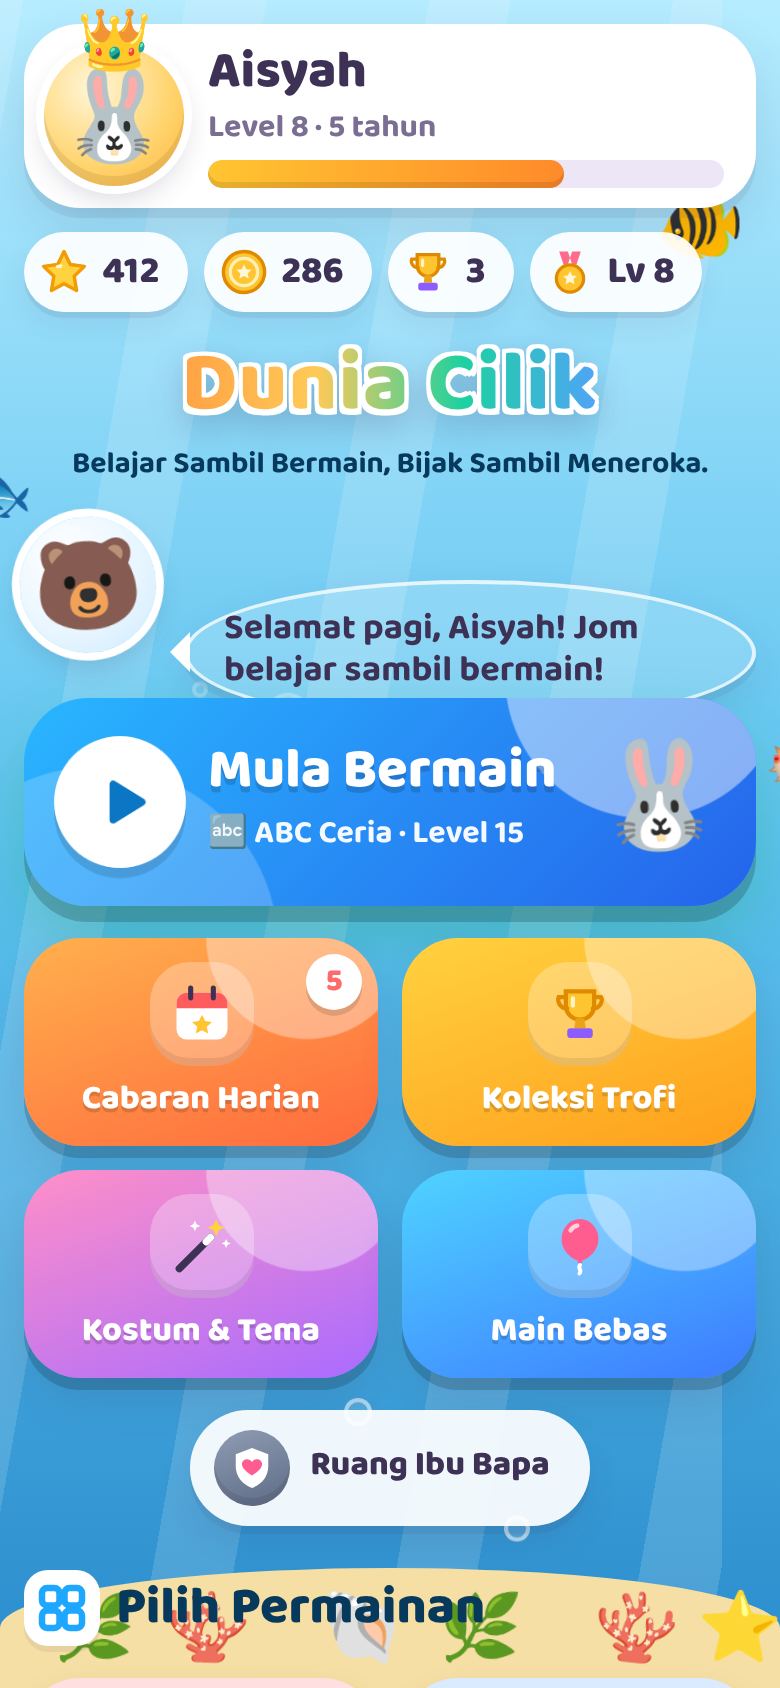 Aisyah
Level 8 · 5 tahun
412
286
3
Lv 8
Dunia Cilik
Belajar Sambil Bermain, Bijak Sambil Meneroka.
Selamat pagi, Aisyah! Jom
belajar sambil bermain!
Mula Bermain
abc ABC Ceria · Level 15
5
Cabaran Harian
Koleksi Trofi
Kostum & Tema
Main Bebas
Ruang Ibu Bapa
Pilih Permainan